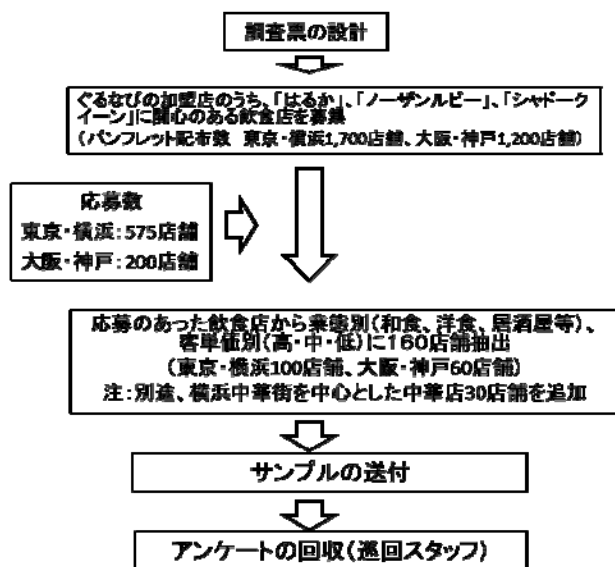 調査票の設計
ぐるなびの加盟店のうち、「はるか」、「ノーザンルビー」、「シャドーク
イーン」に関心のある飲食店を募集
(パンフレット配布数 東京・横浜1,700店舗、大阪・神戸1,200店舗)
応募数
東京・横浜:575店舗
大阪・神戸:200店舗
応募のあった飲食店から業態別(和食、洋食、居酒屋等)、
客単価別(高・中・低)に160店舗抽出
(東京・横浜100店舗、大阪・神戸60店舗)
注:別途、横浜中華街を中心とした中華店30店舗を追加
サンプルの送付
アンケートの回収(巡回スタッフ)